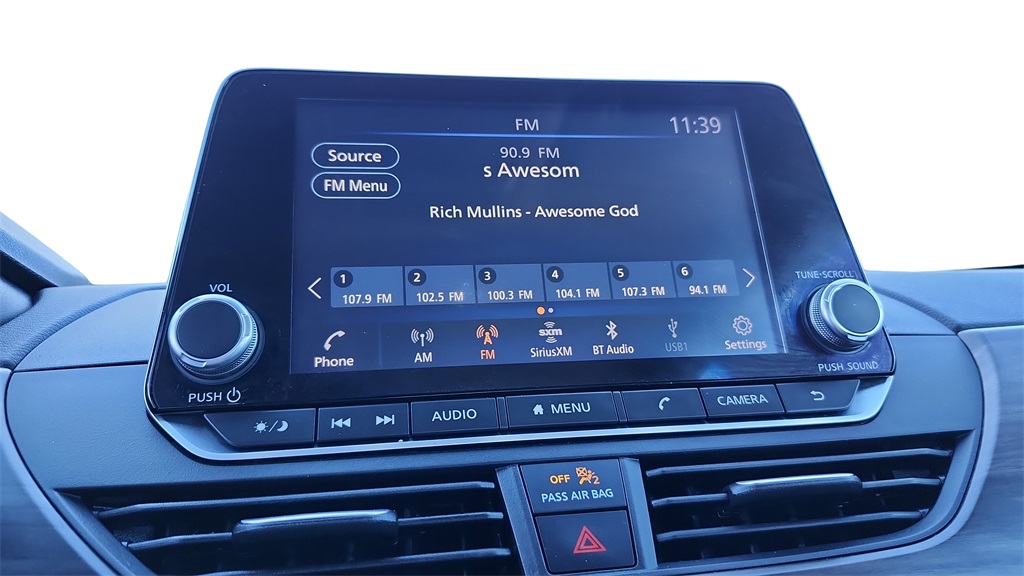 FM 11:39
Source
FM Menu
90.9 FM
s Awesom
Rich Mullins - Awesome God
1 2 3 4 5 6
107.9 FM 102.5 FM 100.3 FM 104.1 FM 107.3 FM 94.1 FM
VOL
TUNE·SCROLL
sxm
Phone AM FM SiriusXM BT Audio USB1 Settings
PUSH
PUSH SOUND
AUDIO MENU CAMERA
OFF 2
PASS AIR BAG